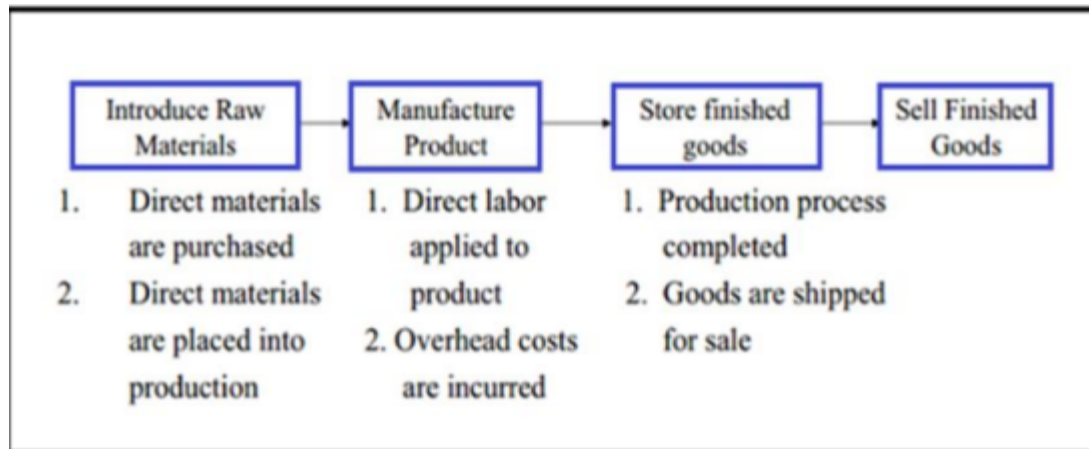 Introduce Raw
Materials
Manufacture
Product
Store finished
goods
Sell Finished
Goods
1. Direct materials
are purchased
2. Direct materials
are placed into
production
1. Direct labor
applied to
product
2. Overhead costs
are incurred
1. Production process
completed
2. Goods are shipped
for sale